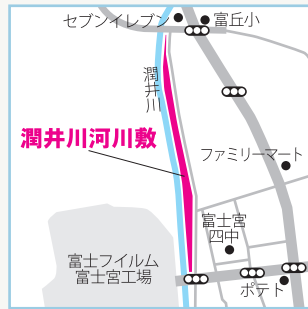 セブンイレブン
富丘小
潤井川
潤井川河川敷
ファミリーマート
富士宮
四中
富士フイルム
富士宮工場
ポテト